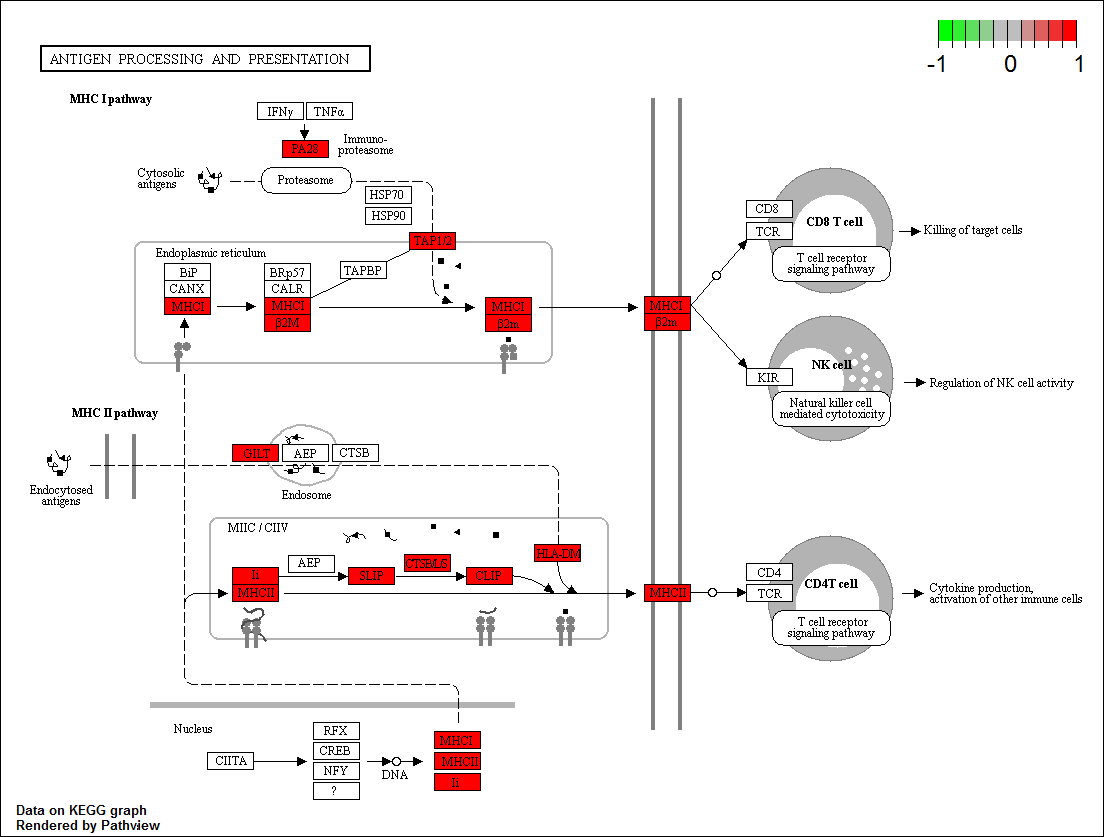 -1 0 1
ANTIGEN PROCESSING AND PRESENTATION
MHC I pathway
IFNγ TNFα
PA28
Immuno-
proteasome
Cytosolic
antigens
Proteasome
HSP70
HSP90
TAP1/2
Endoplasmic reticulum
BiP
CANX
MHCI
BRp57
CALR
MHCI
β2M
TAPBP
MHCI
β2m
MHCI
β2m
CD8
TCR
CD8 T cell
T cell receptor
signaling pathway
Killing of target cells
KIR
NK cell
Natural killer cell
mediated cytotoxicity
Regulation of NK cell activity
MHC II pathway
Endocytosed
antigens
GILT AEP CTSB
Endosome
MIIC / CIIV
Ii
MHCII
AEP
SLIP
CTSB/LS
CLIP
HLA-DM
MHCII
CD4
TCR
CD4T cell
T cell receptor
signaling pathway
Cytokine production,
activation of other immune cells
Nucleus
CIITA
RFX
CREB
NFY
?
DNA
MHCI
MHCII
Ii
Data on KEGG graph
Rendered by Pathview